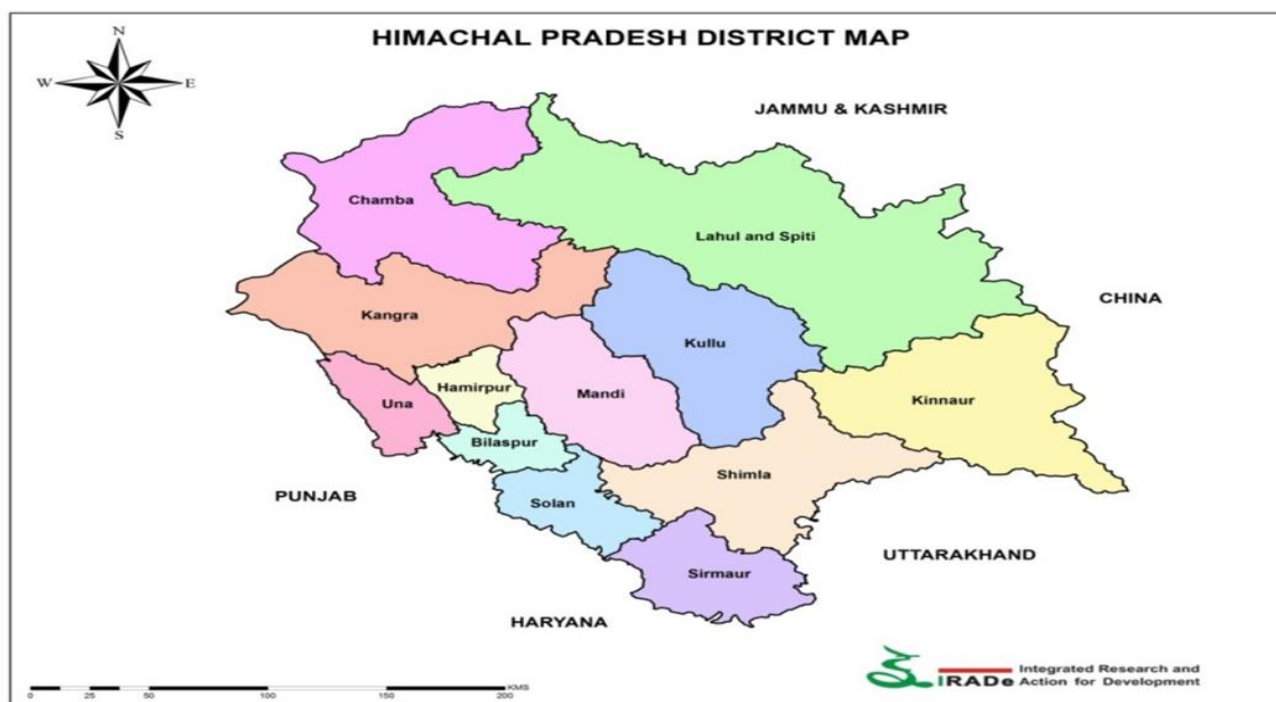 HIMACHAL PRADESH DISTRICT MAP
N
W E
S
JAMMU & KASHMIR
Chamba
Lahul and Spiti
CHINA
Kangra
Kullu
Hamirpur
Mandi
Una
Kinnaur
Bilaspur
Shimla
PUNJAB
Solan
UTTARAKHAND
Sirmaur
HARYANA
IRADe
Integrated Research and
Action for Development
KMS
0 25 50 100 150 200